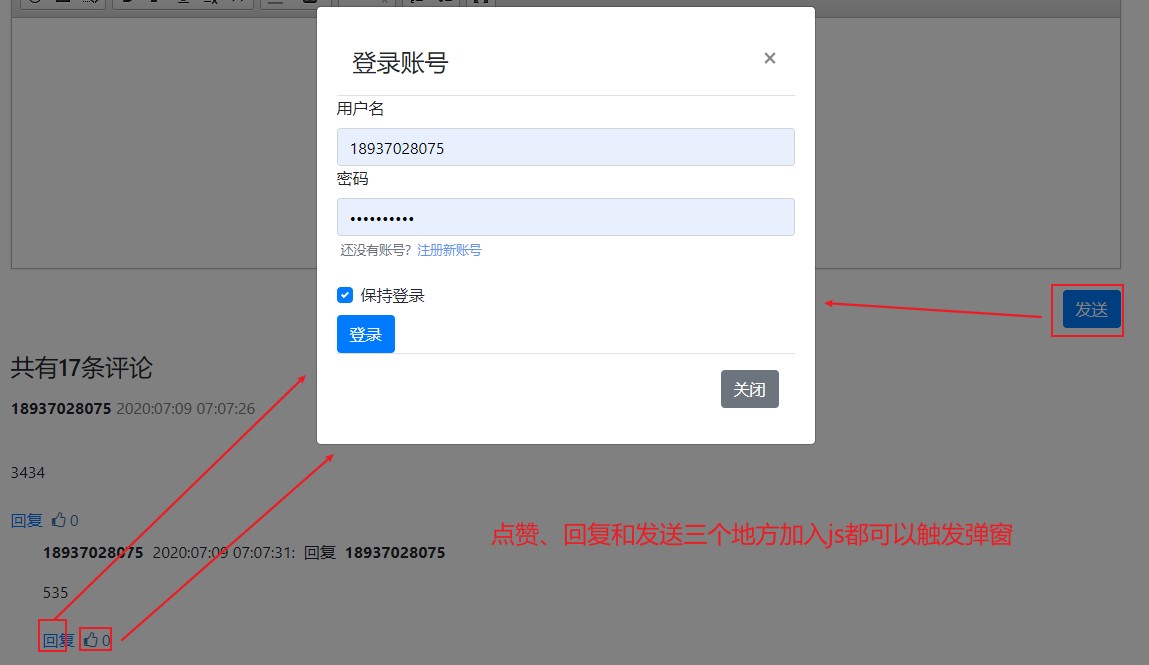 登录账号
×
用户名
18937028075
密码
••••••••••
还没有账号? 注册新账号
保持登录
登录
关闭
发送
共有17条评论
18937028075 2020:07:09 07:07:26
3434
回复 0
18937028075 2020:07:09 07:07:31: 回复 18937028075
点赞、回复和发送三个地方加入js都可以触发弹窗
535
回复 0